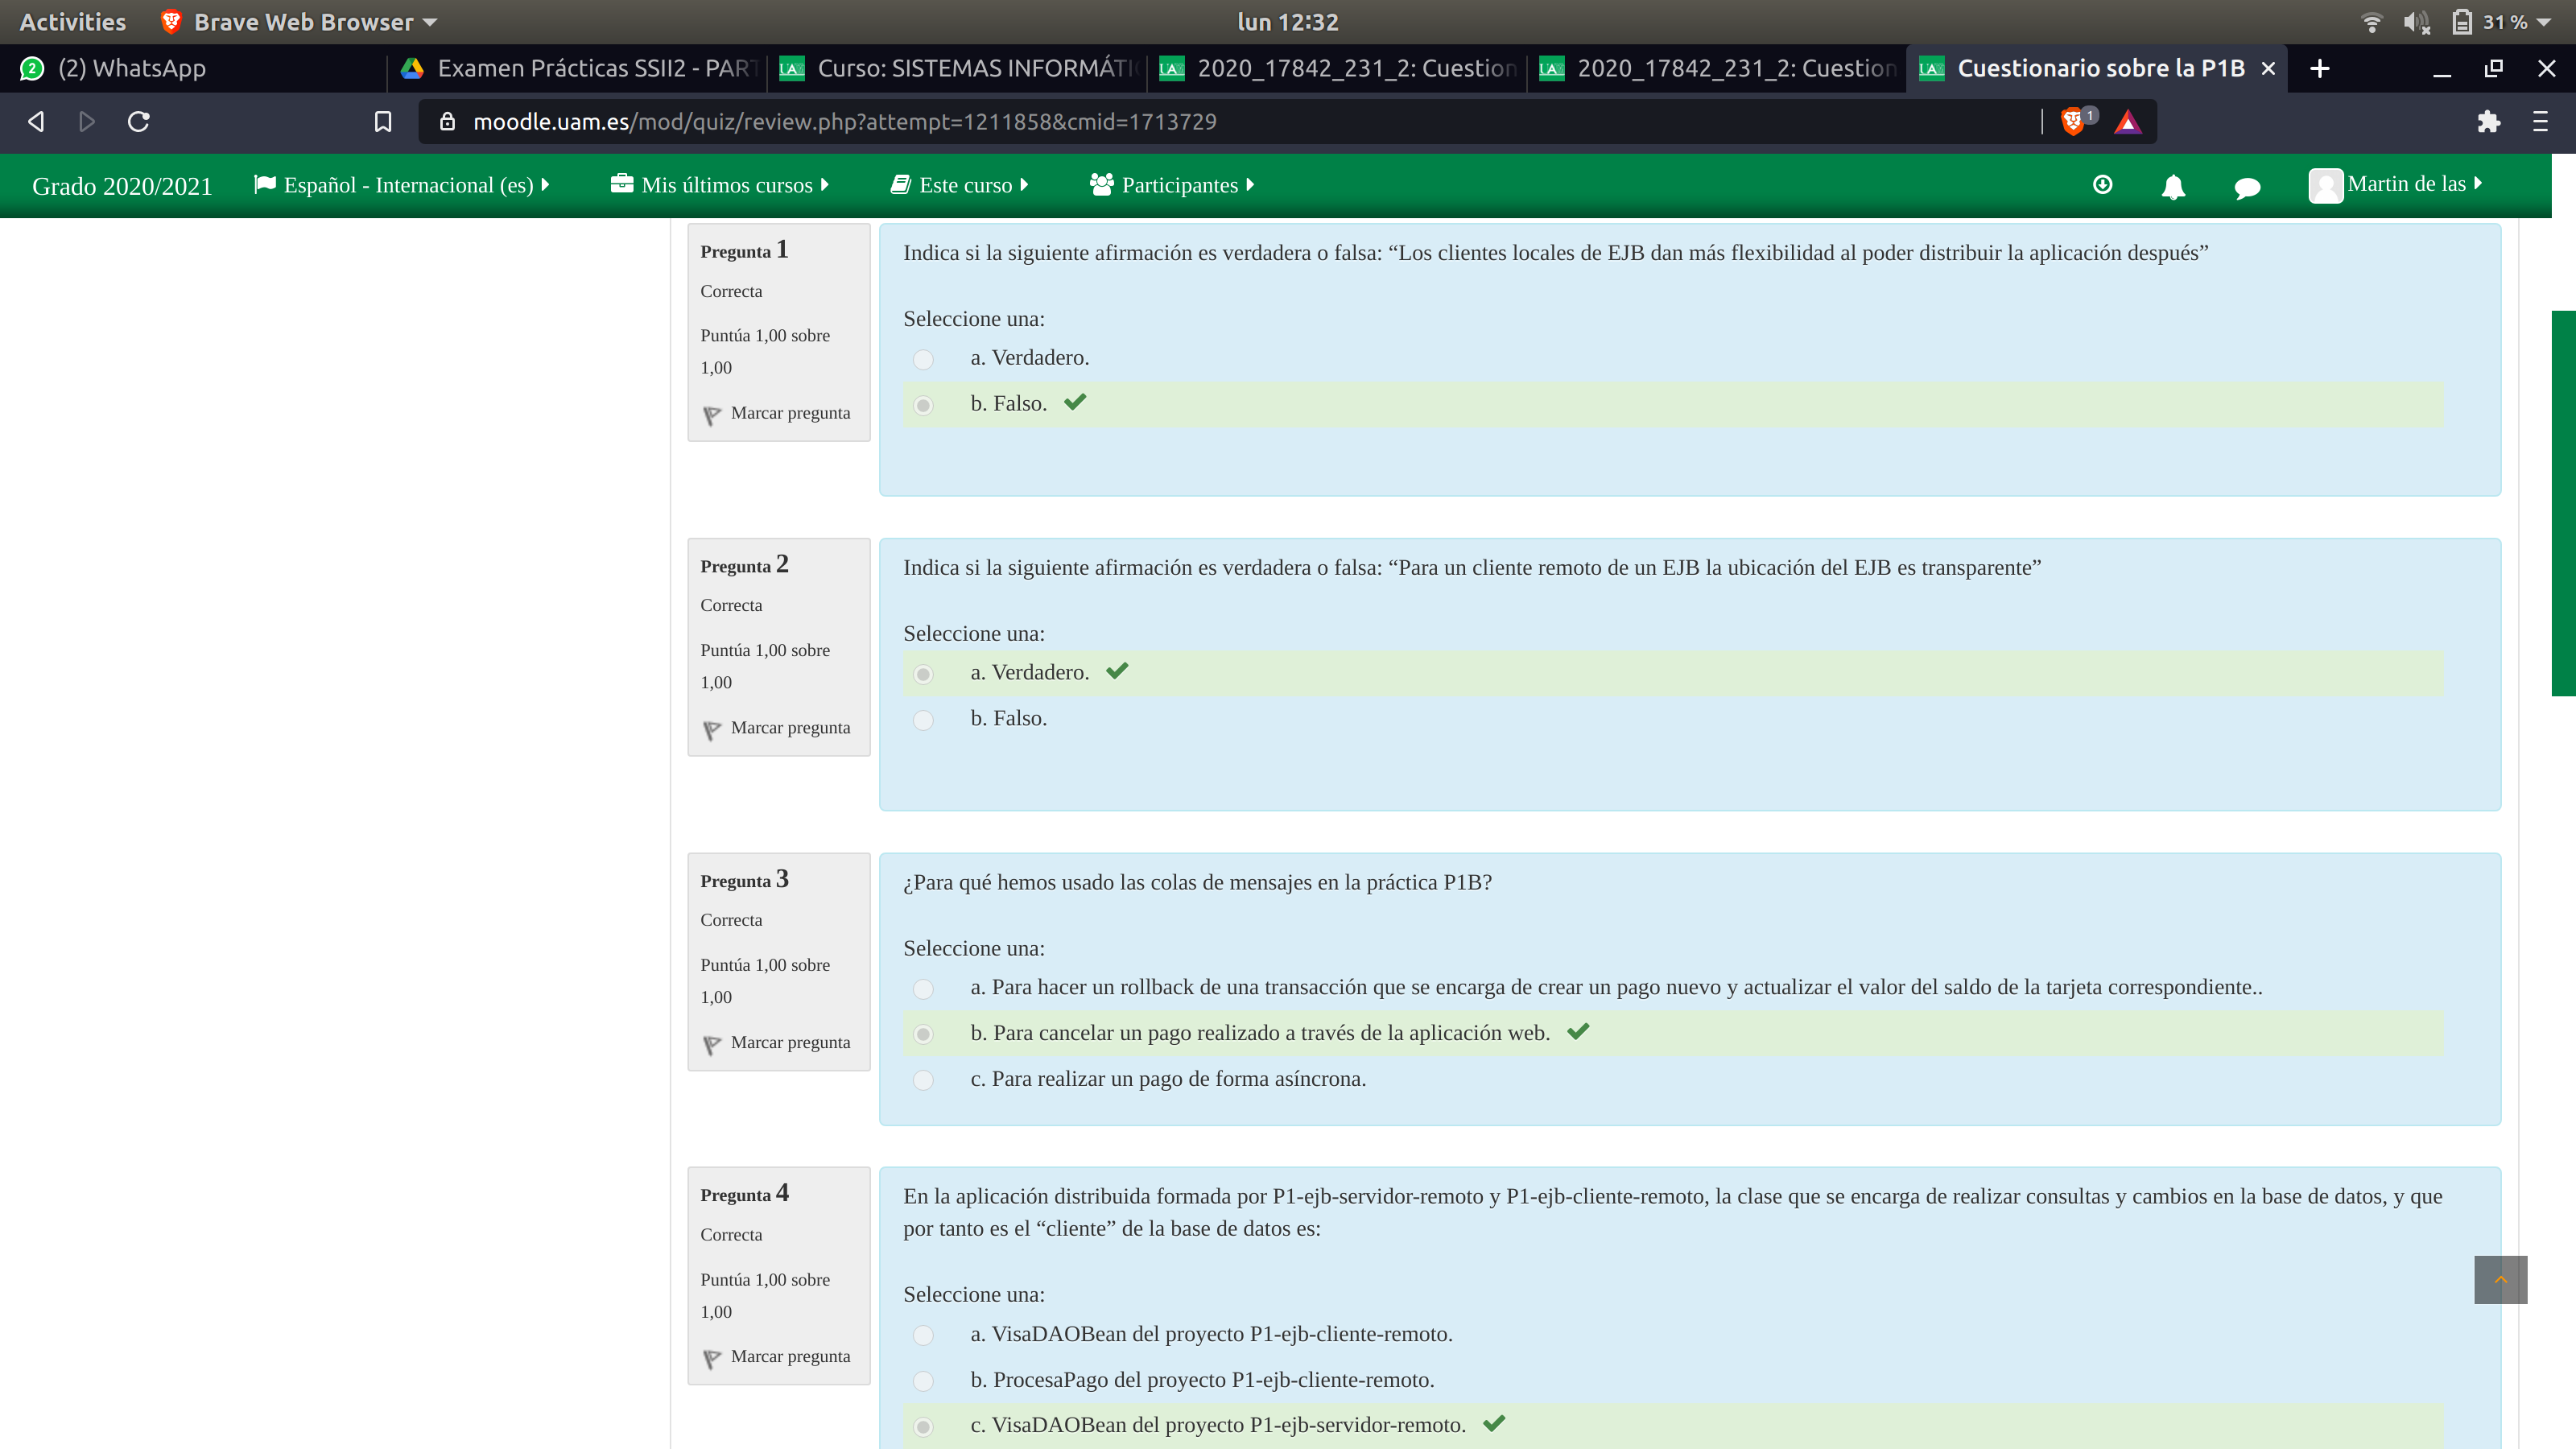 Activities Brave Web Browser lun 12:32 31 %
2 (2) WhatsApp Examen Prácticas SSII2 - PART Curso: SISTEMAS INFORMÁTI 2020_17842_231_2: Cuestion 2020_17842_231_2: Cuestion Cuestionario sobre la P1B
moodle.uam.es/mod/quiz/review.php?attempt=1211858&cmid=1713729 1
Grado 2020/2021 Español - Internacional (es) Mis últimos cursos Este curso Participantes Martin de las
Pregunta 1
Correcta
Puntúa 1,00 sobre
1,00
Marcar pregunta
Indica si la siguiente afirmación es verdadera o falsa: “Los clientes locales de EJB dan más flexibilidad al poder distribuir la aplicación después”
Seleccione una:
a. Verdadero.
b. Falso.
Pregunta 2
Correcta
Puntúa 1,00 sobre
1,00
Marcar pregunta
Indica si la siguiente afirmación es verdadera o falsa: “Para un cliente remoto de un EJB la ubicación del EJB es transparente”
Seleccione una:
a. Verdadero.
b. Falso.
Pregunta 3
Correcta
Puntúa 1,00 sobre
1,00
Marcar pregunta
¿Para qué hemos usado las colas de mensajes en la práctica P1B?
Seleccione una:
a. Para hacer un rollback de una transacción que se encarga de crear un pago nuevo y actualizar el valor del saldo de la tarjeta correspondiente..
b. Para cancelar un pago realizado a través de la aplicación web.
c. Para realizar un pago de forma asíncrona.
Pregunta 4
Correcta
Puntúa 1,00 sobre
1,00
Marcar pregunta
En la aplicación distribuida formada por P1-ejb-servidor-remoto y P1-ejb-cliente-remoto, la clase que se encarga de realizar consultas y cambios en la base de datos, y que
por tanto es el “cliente” de la base de datos es:
Seleccione una:
a. VisaDAOBean del proyecto P1-ejb-cliente-remoto.
b. ProcesaPago del proyecto P1-ejb-cliente-remoto.
c. VisaDAOBean del proyecto P1-ejb-servidor-remoto.